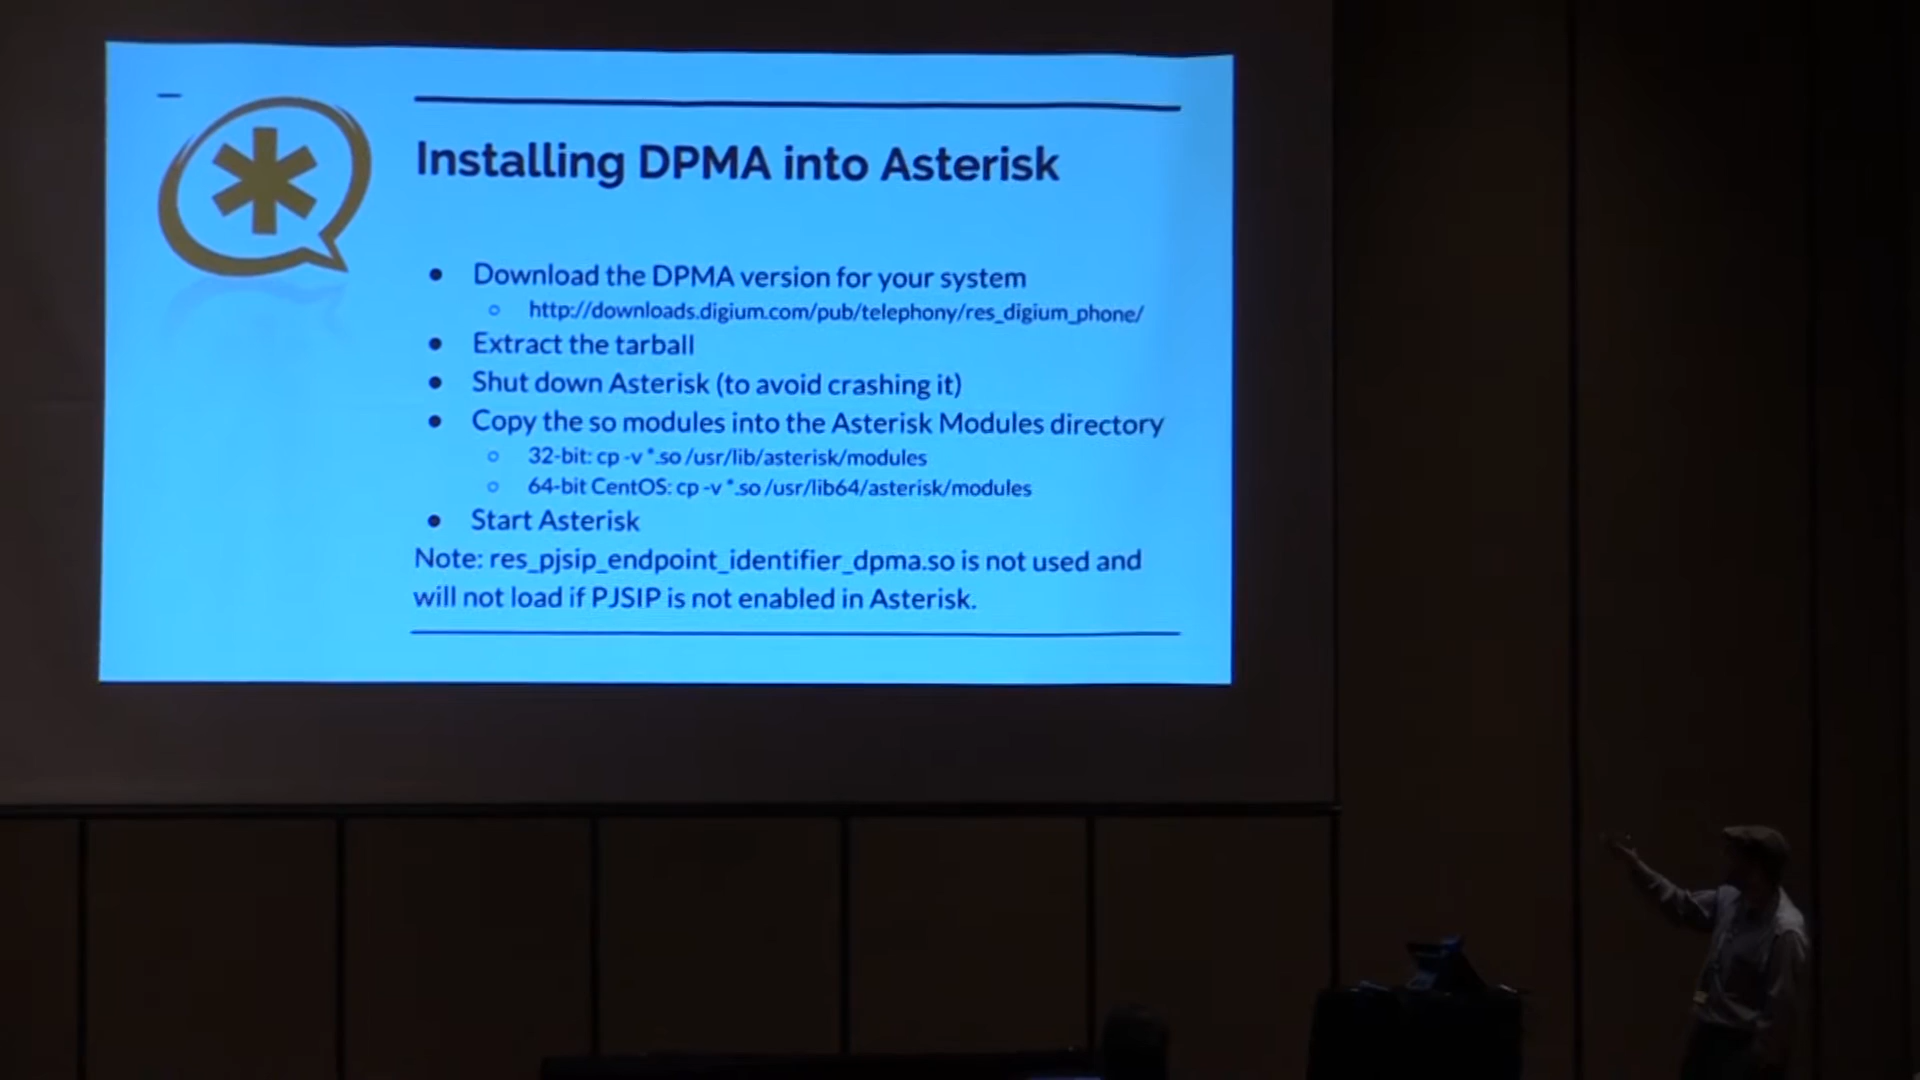 Installing DPMA into Asterisk
● Download the DPMA version for your system
○ http://downloads.digium.com/pub/telephony/res_digium_phone/
● Extract the tarball
● Shut down Asterisk (to avoid crashing it)
● Copy the so modules into the Asterisk Modules directory
○ 32-bit: cp -v *.so /usr/lib/asterisk/modules
○ 64-bit CentOS: cp -v *.so /usr/lib64/asterisk/modules
● Start Asterisk
Note: res_pjsip_endpoint_identifier_dpma.so is not used and
will not load if PJSIP is not enabled in Asterisk.